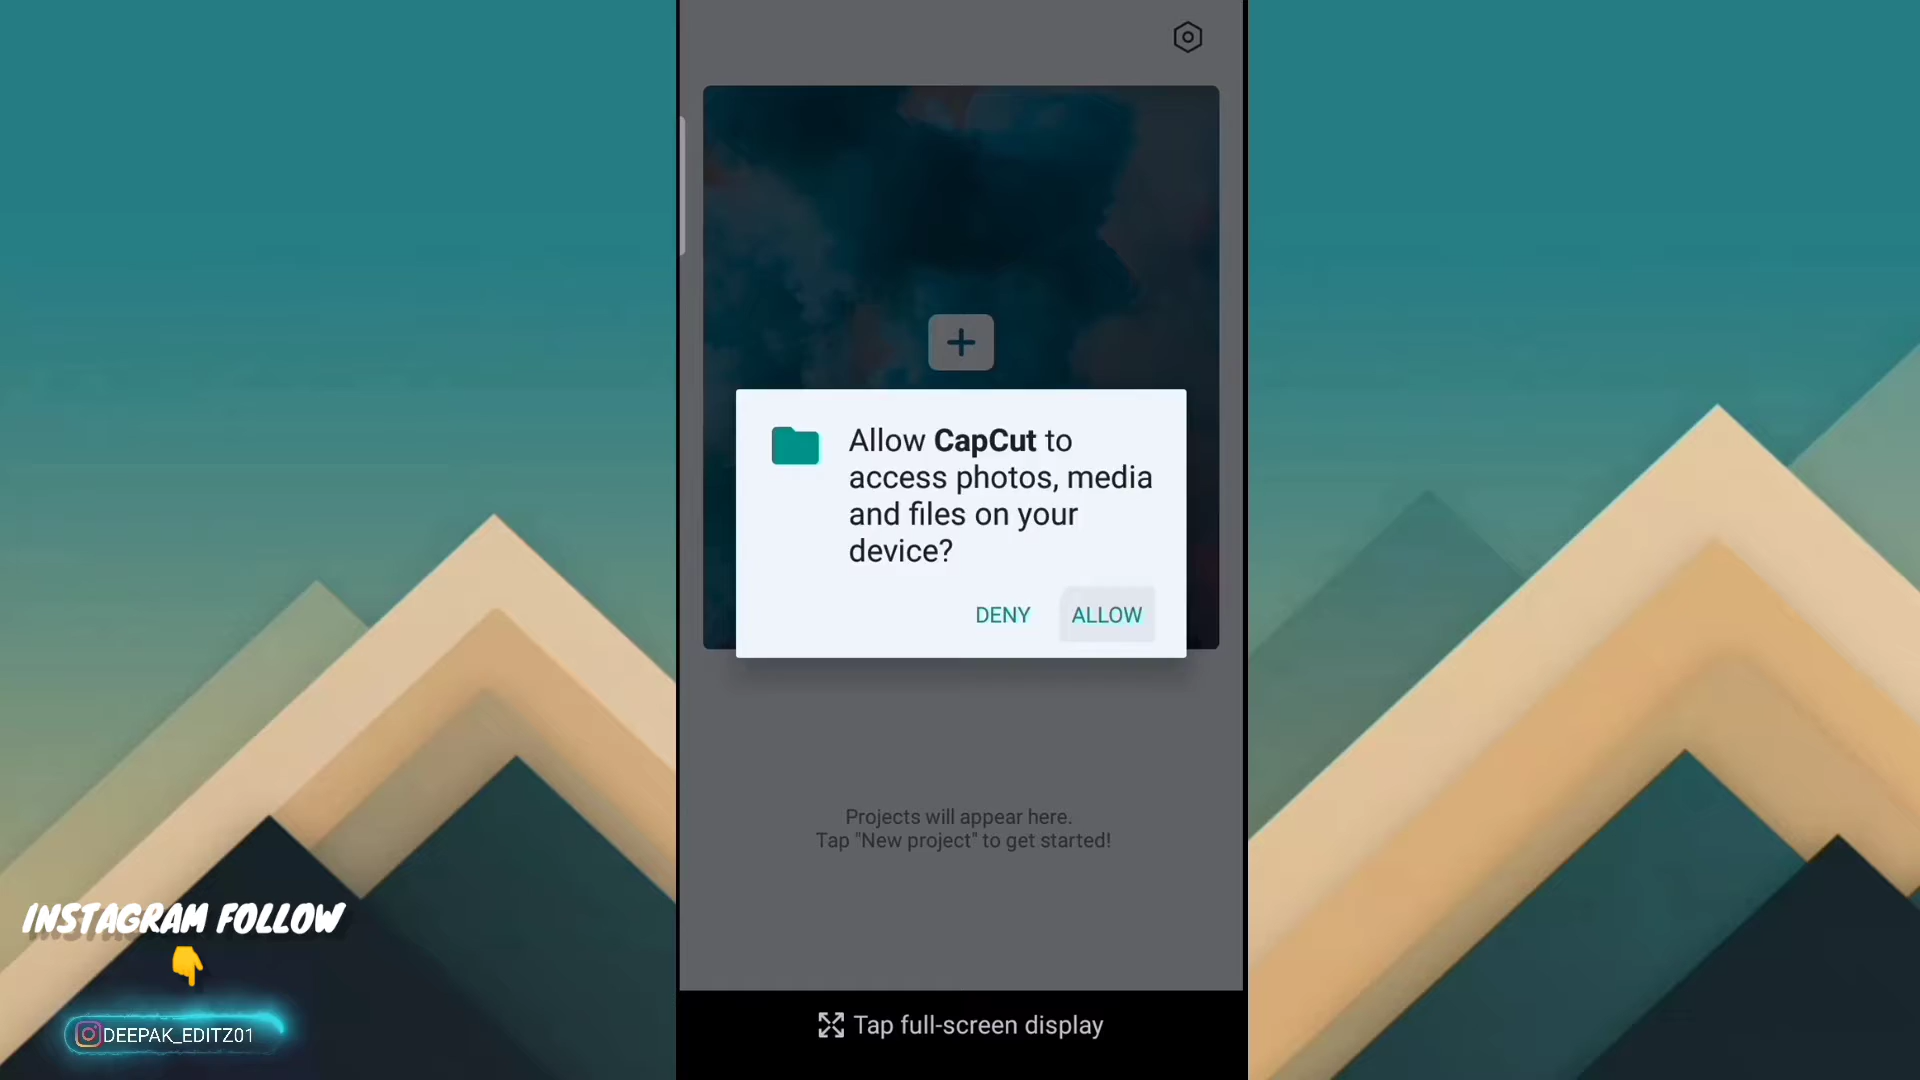 Allow CapCut to
access photos, media
and files on your
device?
DENY ALLOW
Projects will appear here.
Tap "New project" to get started!
Tap full-screen display
INSTAGRAM FOLLOW
DEEPAK_EDITZ01